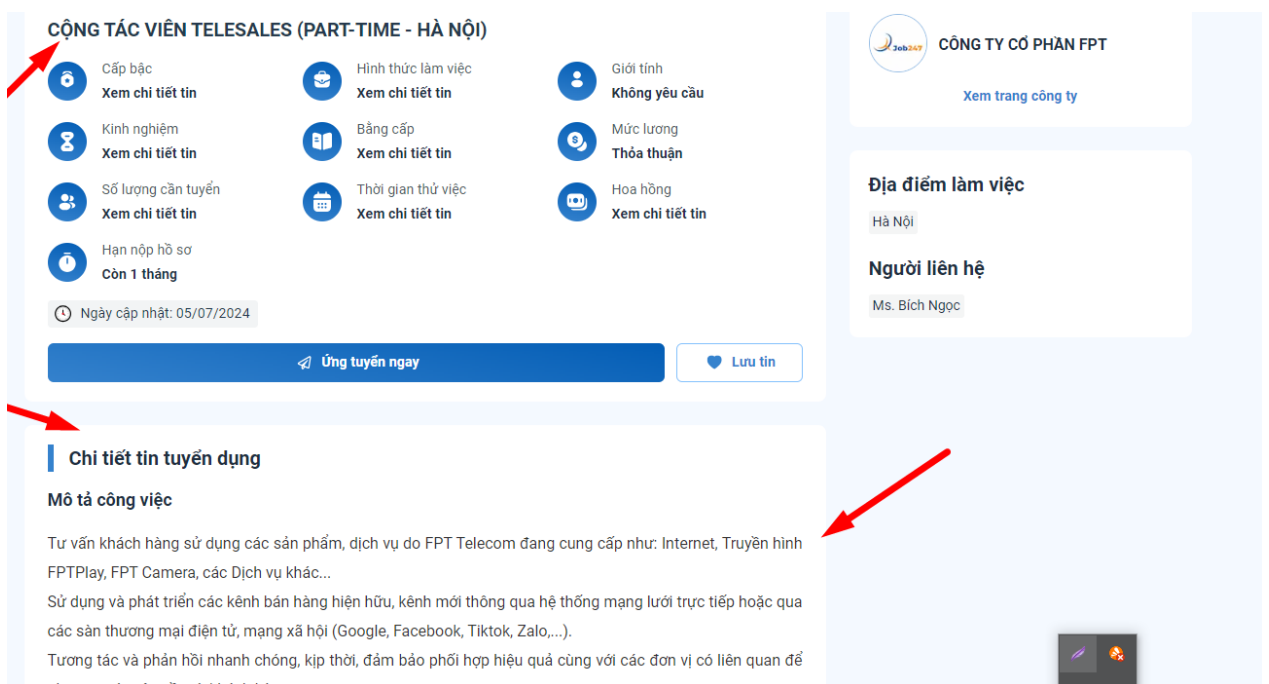 CỘNG TÁC VIÊN TELESALES (PART-TIME - HÀ NỘI)
Cấp bậc
Xem chi tiết tin
Hình thức làm việc
Xem chi tiết tin
Giới tính
Không yêu cầu
Kinh nghiệm
Xem chi tiết tin
Bằng cấp
Xem chi tiết tin
Mức lương
Thỏa thuận
Số lượng cần tuyển
Xem chi tiết tin
Thời gian thử việc
Xem chi tiết tin
Hoa hồng
Xem chi tiết tin
Hạn nộp hồ sơ
Còn 1 tháng
Ngày cập nhật: 05/07/2024
Ứng tuyển ngay
Lưu tin
Chi tiết tin tuyển dụng
Mô tả công việc
Tư vấn khách hàng sử dụng các sản phẩm, dịch vụ do FPT Telecom đang cung cấp như: Internet, Truyền hình
FPTPlay, FPT Camera, các Dịch vụ khác...
Sử dụng và phát triển các kênh bán hàng hiện hữu, kênh mới thông qua hệ thống mạng lưới trực tiếp hoặc qua
các sàn thương mại điện tử, mạng xã hội (Google, Facebook, Tiktok, Zalo,...).
Tương tác và phản hồi nhanh chóng, kịp thời, đảm bảo phối hợp hiệu quả cùng với các đơn vị có liên quan để
Job247
CÔNG TY CỔ PHẦN FPT
Xem trang công ty
Địa điểm làm việc
Hà Nội
Người liên hệ
Ms. Bích Ngọc